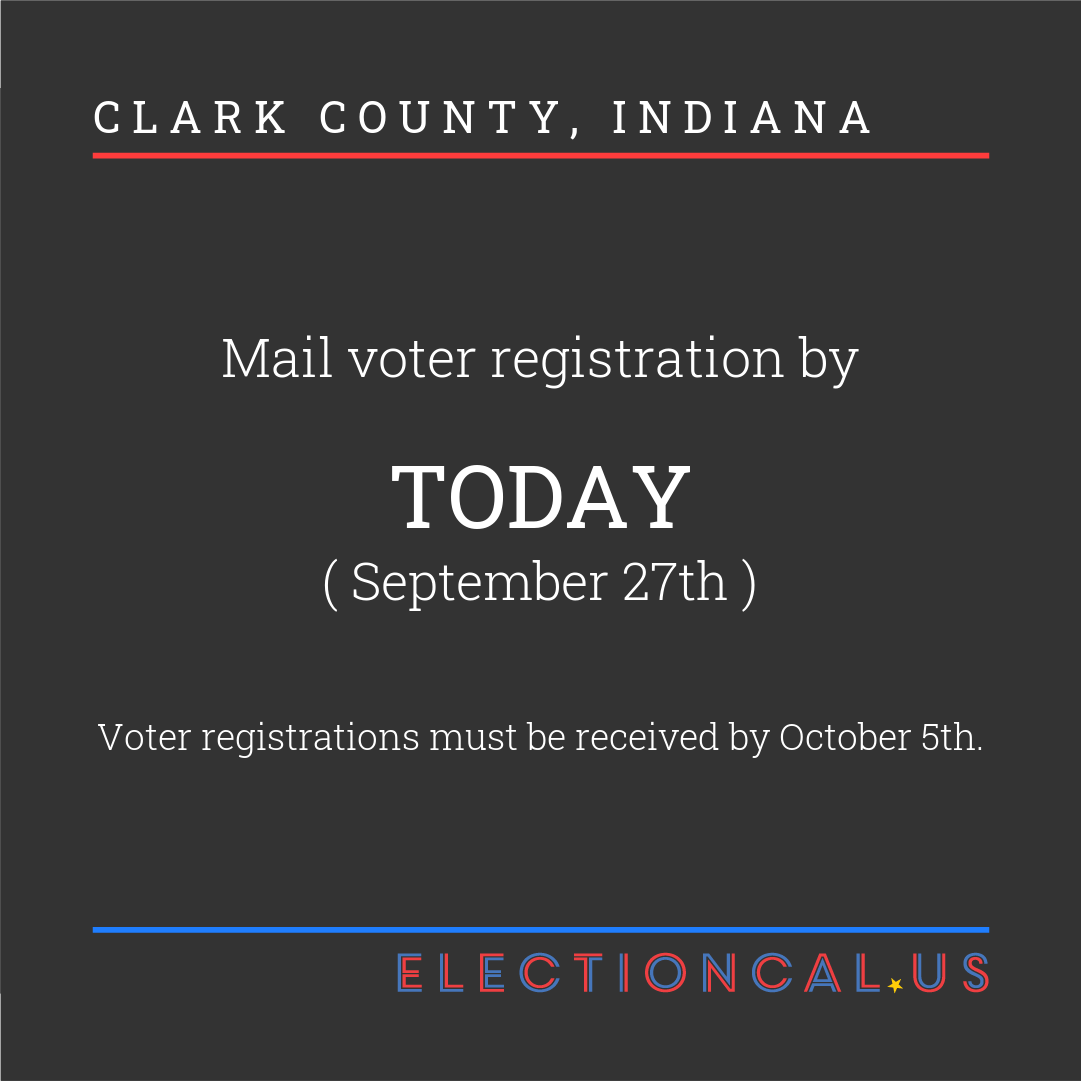 CLARK COUNTY, INDIANA
Mail voter registration by
TODAY
( September 27th )
Voter registrations must be received by October 5th.
ELECTIONCAL.US